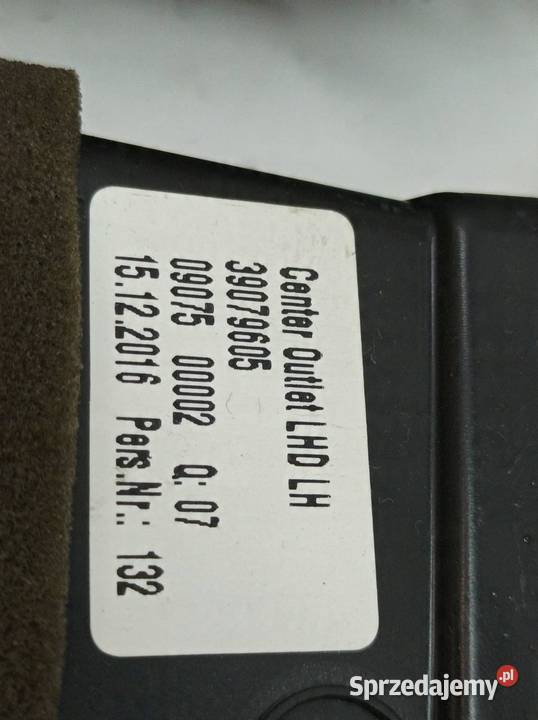 Center Outlet LHD LH
39079605
09075 00002 Q: 07
15.12.2016 Pers.Nr.: 132
Sprzedajemy.pl